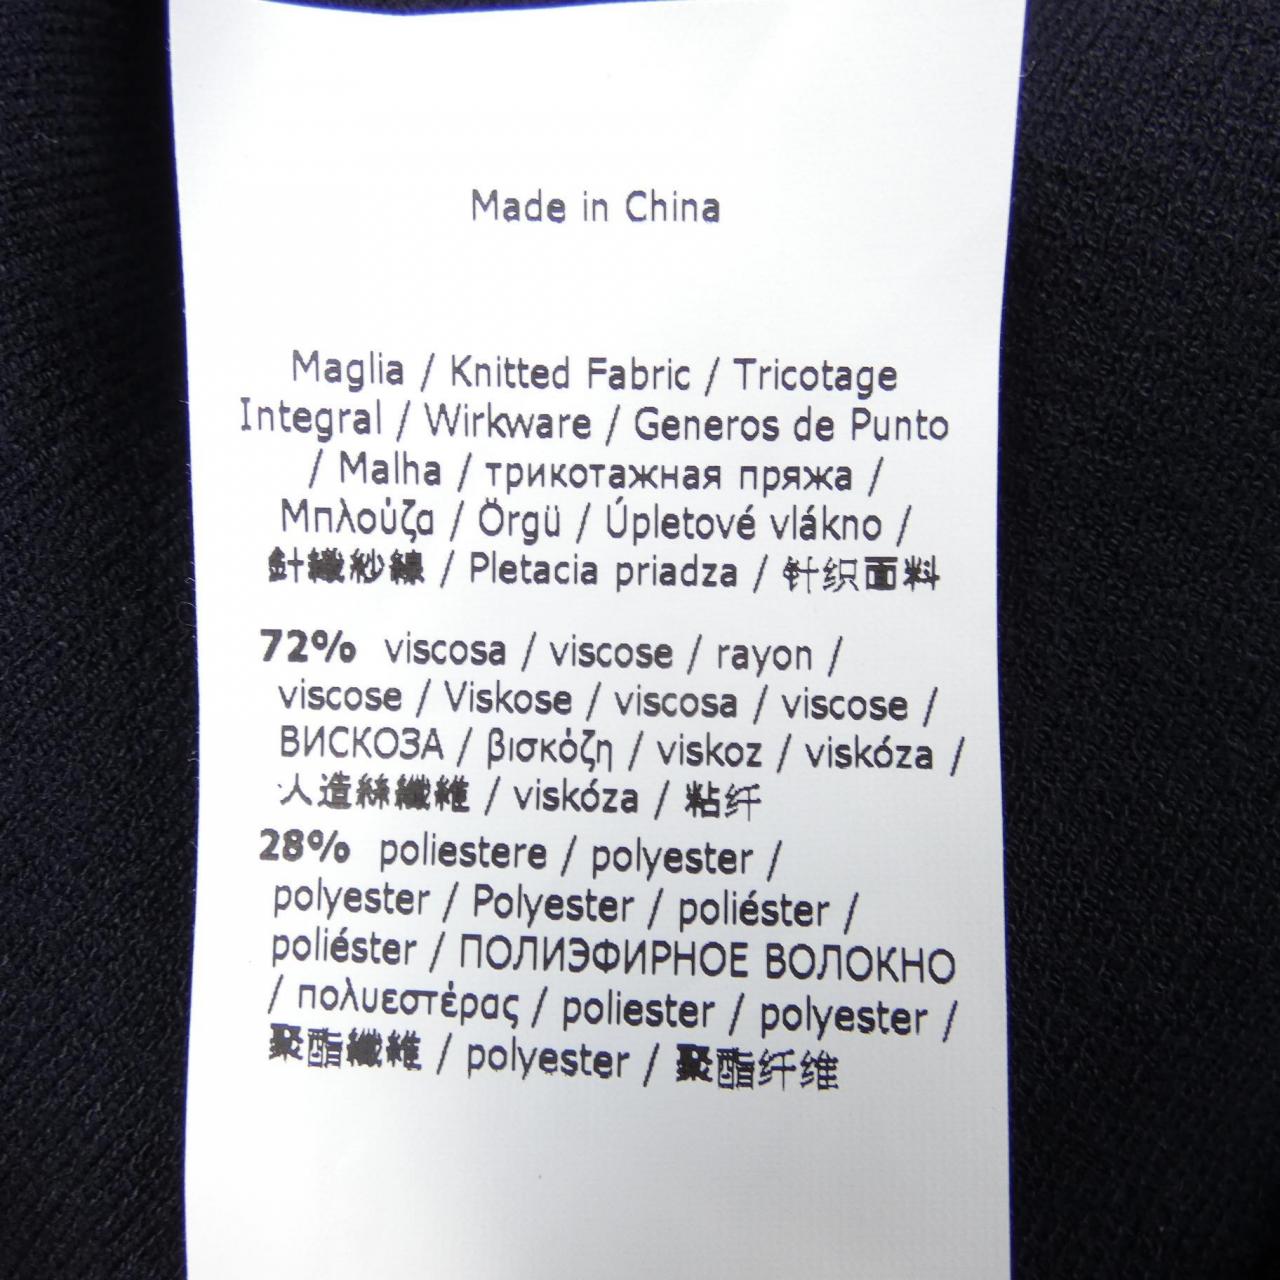 Made in China
Maglia / Knitted Fabric / Tricotage
Integral / Wirkware / Generos de Punto
/ Malha / трикотажная пряжа /
Μπλούζα / Örgü / Úpletové vlákno /
針織紗線 / Pletacia priadza / 针织面料
72% viscosa / viscose / rayon /
viscose / Viskose / viscosa / viscose /
ВИСКОЗА / βισκόζη / viskoz / viskóza /
人造絲纖維 / viskóza / 粘纤
28% poliestere / polyester /
polyester / Polyester / poliéster /
poliéster / ПОЛИЭФИРНОЕ ВОЛОКНО
/ πολυεστέρας / poliester / polyester /
聚酯纖維 / polyester / 聚酯纤维